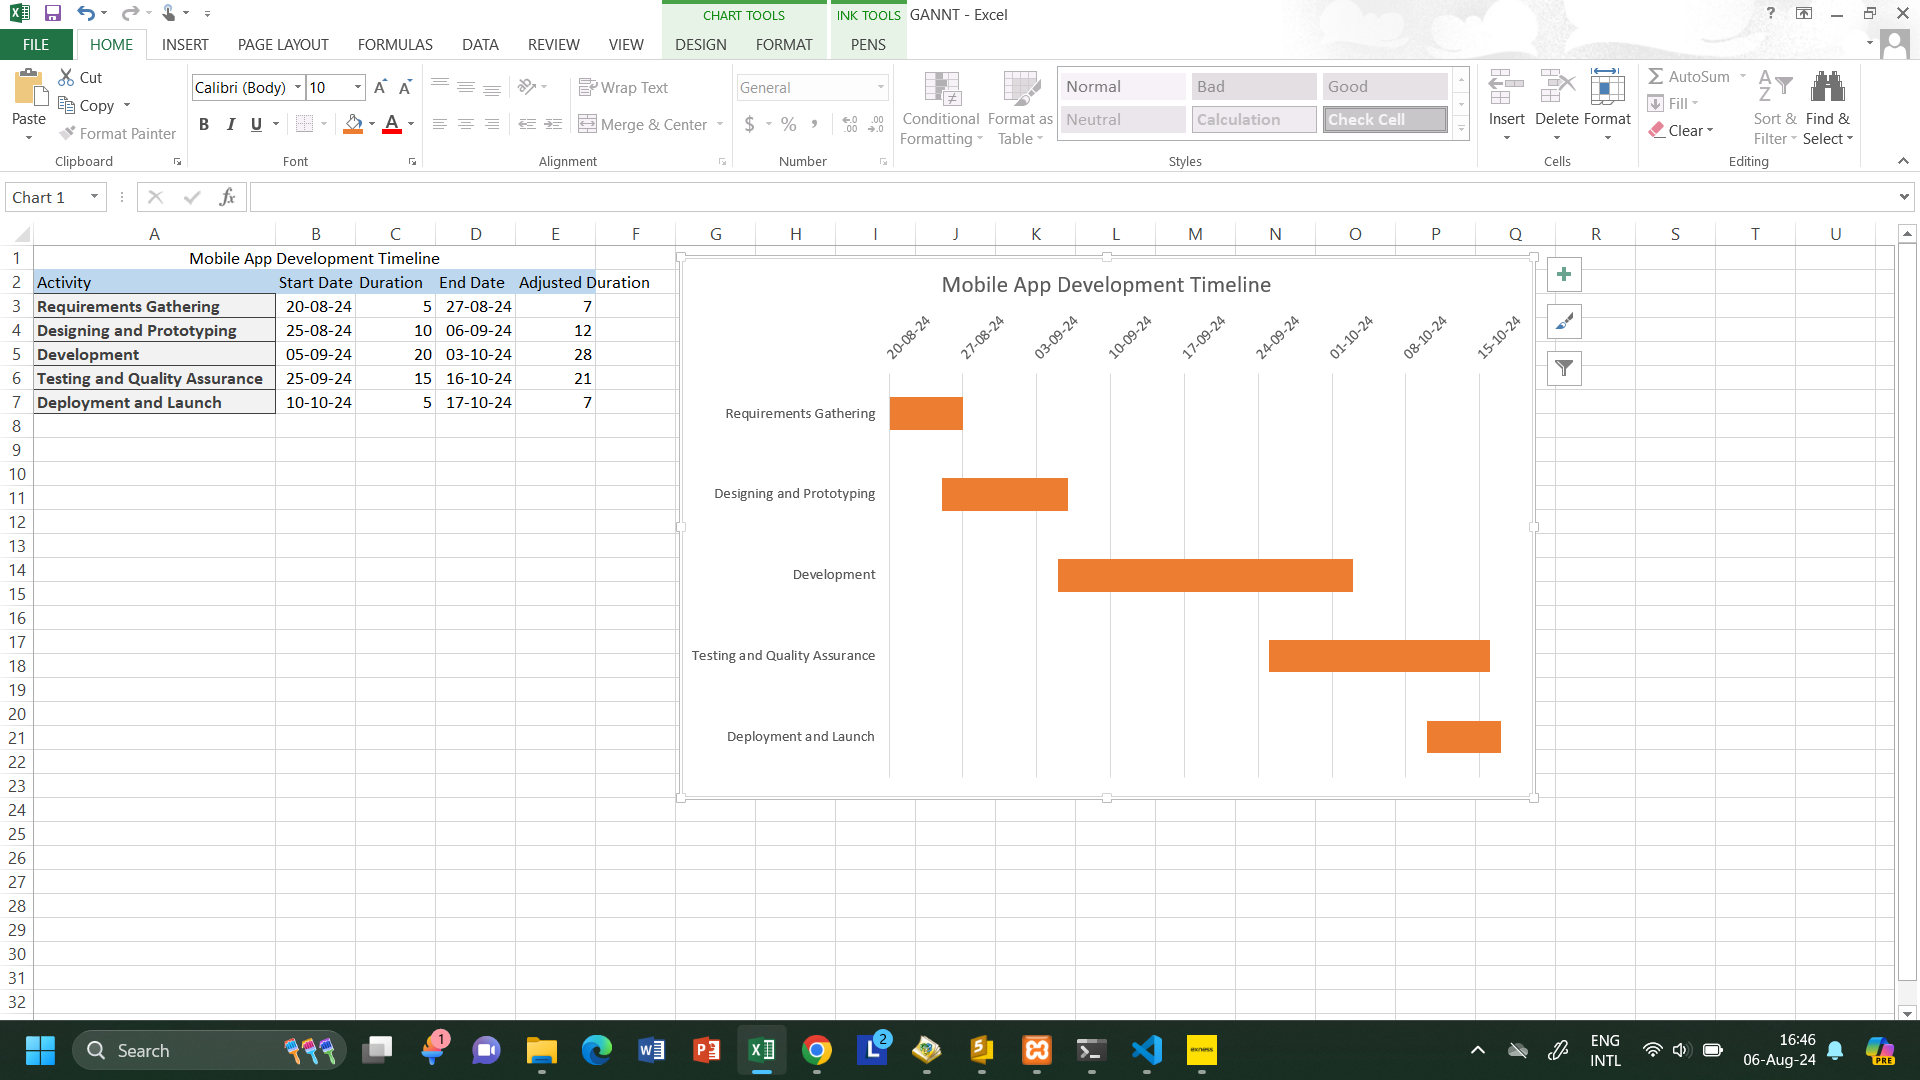 CHART TOOLS INK TOOLS GANNT - Excel ?
FILE HOME INSERT PAGE LAYOUT FORMULAS DATA REVIEW VIEW DESIGN FORMAT PENS
Cut
Copy
Format Painter
Paste
Clipboard
Calibri (Body) 10 A A
B I U A
Font
Wrap Text
Merge & Center
Alignment
General
$ % ,
Number
Conditional Formatting
Format as Table
Normal Bad Good
Neutral Calculation Check Cell
Styles
Insert Delete Format
Cells
AutoSum
Fill
Clear
Sort & Filter
Find & Select
Editing
Chart 1 fx
A B C D E F G H I J K L M N O P Q R S T U
1 Mobile App Development Timeline
2 Activity Start Date Duration End Date Adjusted Duration
3 Requirements Gathering 20-08-24 5 27-08-24 7
4 Designing and Prototyping 25-08-24 10 06-09-24 12
5 Development 05-09-24 20 03-10-24 28
6 Testing and Quality Assurance 25-09-24 15 16-10-24 21
7 Deployment and Launch 10-10-24 5 17-10-24 7
8
9
10
11
12
13
14
15
16
17
18
19
20
21
22
23
24
25
26
27
28
29
30
31
32
Mobile App Development Timeline
20-08-24 27-08-24 03-09-24 10-09-24 17-09-24 24-09-24 01-10-24 08-10-24 15-10-24
Requirements Gathering
Designing and Prototyping
Development
Testing and Quality Assurance
Deployment and Launch
Search 1 2 exness ENG 16:46
INTL 06-Aug-24 PRE